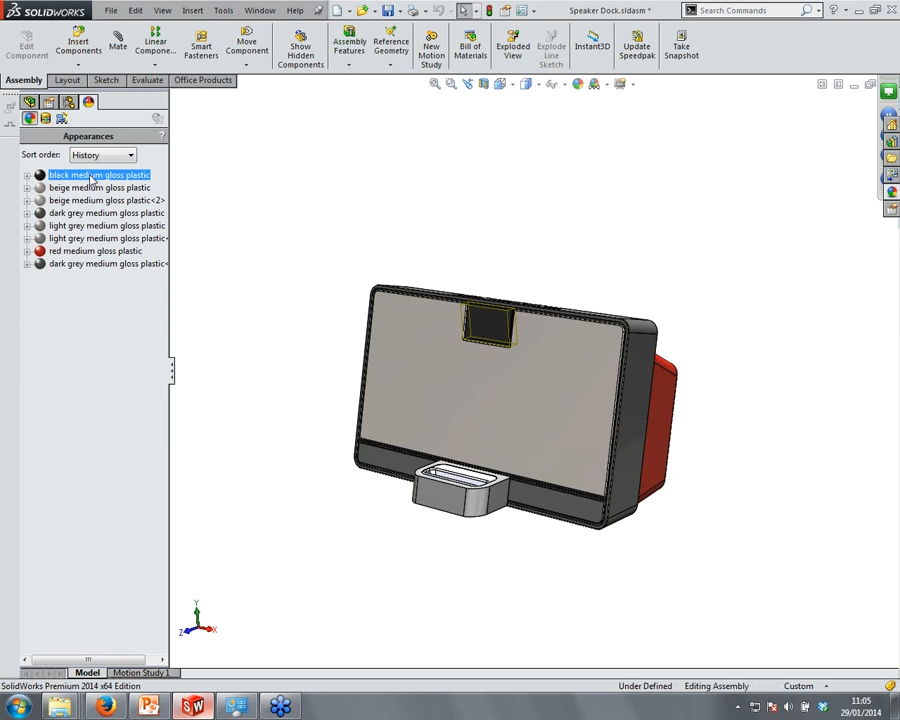 SOLIDWORKS File Edit View Insert Tools Office Products Window Help Speaker Dock.sldasm * Search Commands
Edit Component
Insert Components
Mate
Linear Compone...
Smart Fasteners
Move Component
Show Hidden Components
Assembly Features
Reference Geometry
New Motion Study
Bill of Materials
Exploded View
Explode Line Sketch
Instant3D
Update Speedpak
Take Snapshot
Assembly Layout Sketch Evaluate Office Products
Appearances ?
Sort order: History
black medium gloss plastic
beige medium gloss plastic
beige medium gloss plastic<2>
dark grey medium gloss plastic
light grey medium gloss plastic
light grey medium gloss plastic<
red medium gloss plastic
dark grey medium gloss plastic<
Y
Z X
Model Motion Study 1
SolidWorks Premium 2014 x64 Edition Under Defined Editing Assembly Custom
11:05
29/01/2014